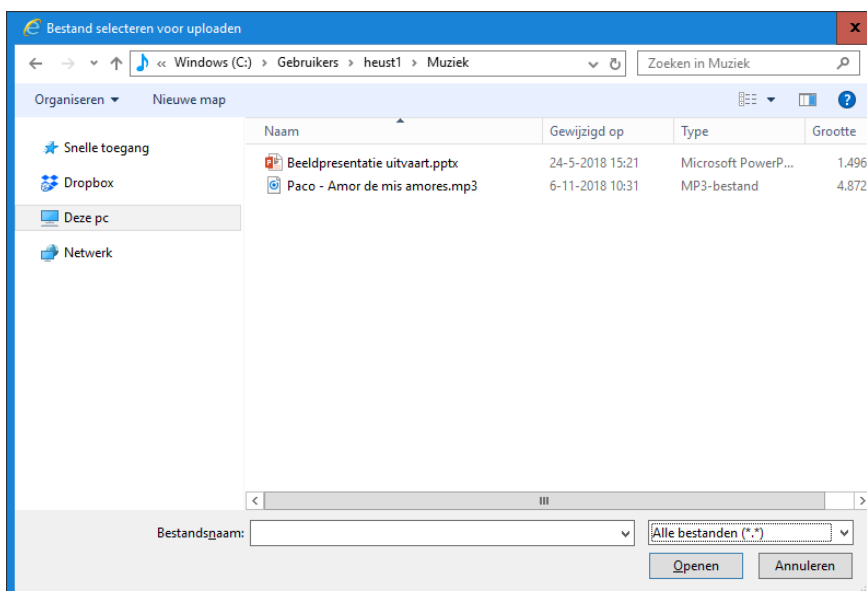 Bestand selecteren voor uploaden
« Windows (C:) › Gebruikers › heust1 › Muziek
Zoeken in Muziek
Organiseren
Nieuwe map
Naam Gewijzigd op Type Grootte
Snelle toegang
Dropbox
Deze pc
Netwerk
Beeldpresentatie uitvaart.pptx 24-5-2018 15:21 Microsoft PowerP... 1.496
Paco - Amor de mis amores.mp3 6-11-2018 10:31 MP3-bestand 4.872
Bestandsnaam:
Alle bestanden (*.*)
Openen
Annuleren